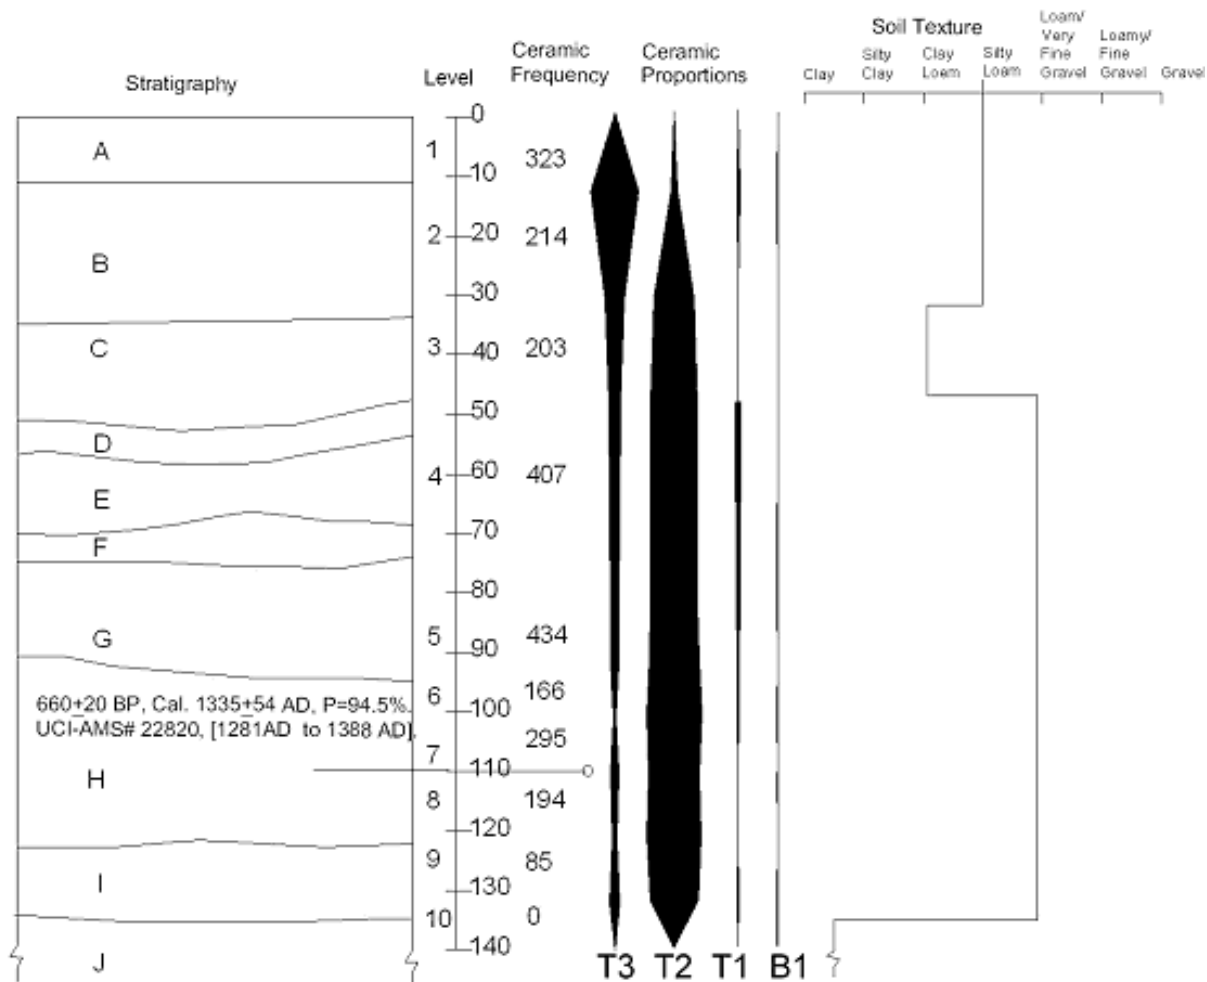 Stratigraphy
Level
Ceramic
Frequency
Ceramic
Proportions
Soil Texture
Clay
Silty
Clay
Clay
Loam
Silty
Loam
Loam/
Very
Fine
Gravel
Loamy/
Fine
Gravel
Gravel
0
A
1
323
10
2
20
214
B
30
C
3
40
203
50
D
4
60
407
E
70
F
80
G
5
434
90
6
166
660+20 BP, Cal. 1335+54 AD, P=94.5%.
UCI-AMS# 22820, [1281AD to 1388 AD],
100
295
7
110
H
8
194
120
9
85
I
130
10
0
140
J
T3 T2 T1 B1